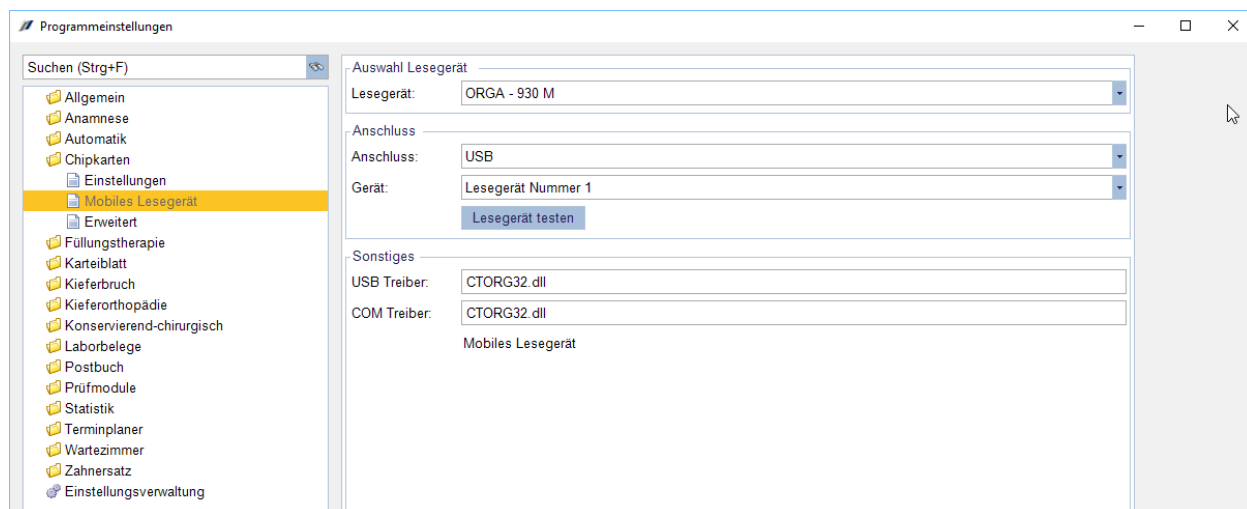 Programmeinstellungen
Suchen (Strg+F)
Allgemein
Anamnese
Automatik
Chipkarten
Einstellungen
Mobiles Lesegerät
Erweitert
Füllungstherapie
Karteiblatt
Kieferbruch
Kieferorthopädie
Konservierend-chirurgisch
Laborbelege
Postbuch
Prüfmodule
Statistik
Terminplaner
Wartezimmer
Zahnersatz
Einstellungsverwaltung
Auswahl Lesegerät
Lesegerät: ORGA - 930 M
Anschluss
Anschluss: USB
Gerät: Lesegerät Nummer 1
Lesegerät testen
Sonstiges
USB Treiber: CTORG32.dll
COM Treiber: CTORG32.dll
Mobiles Lesegerät